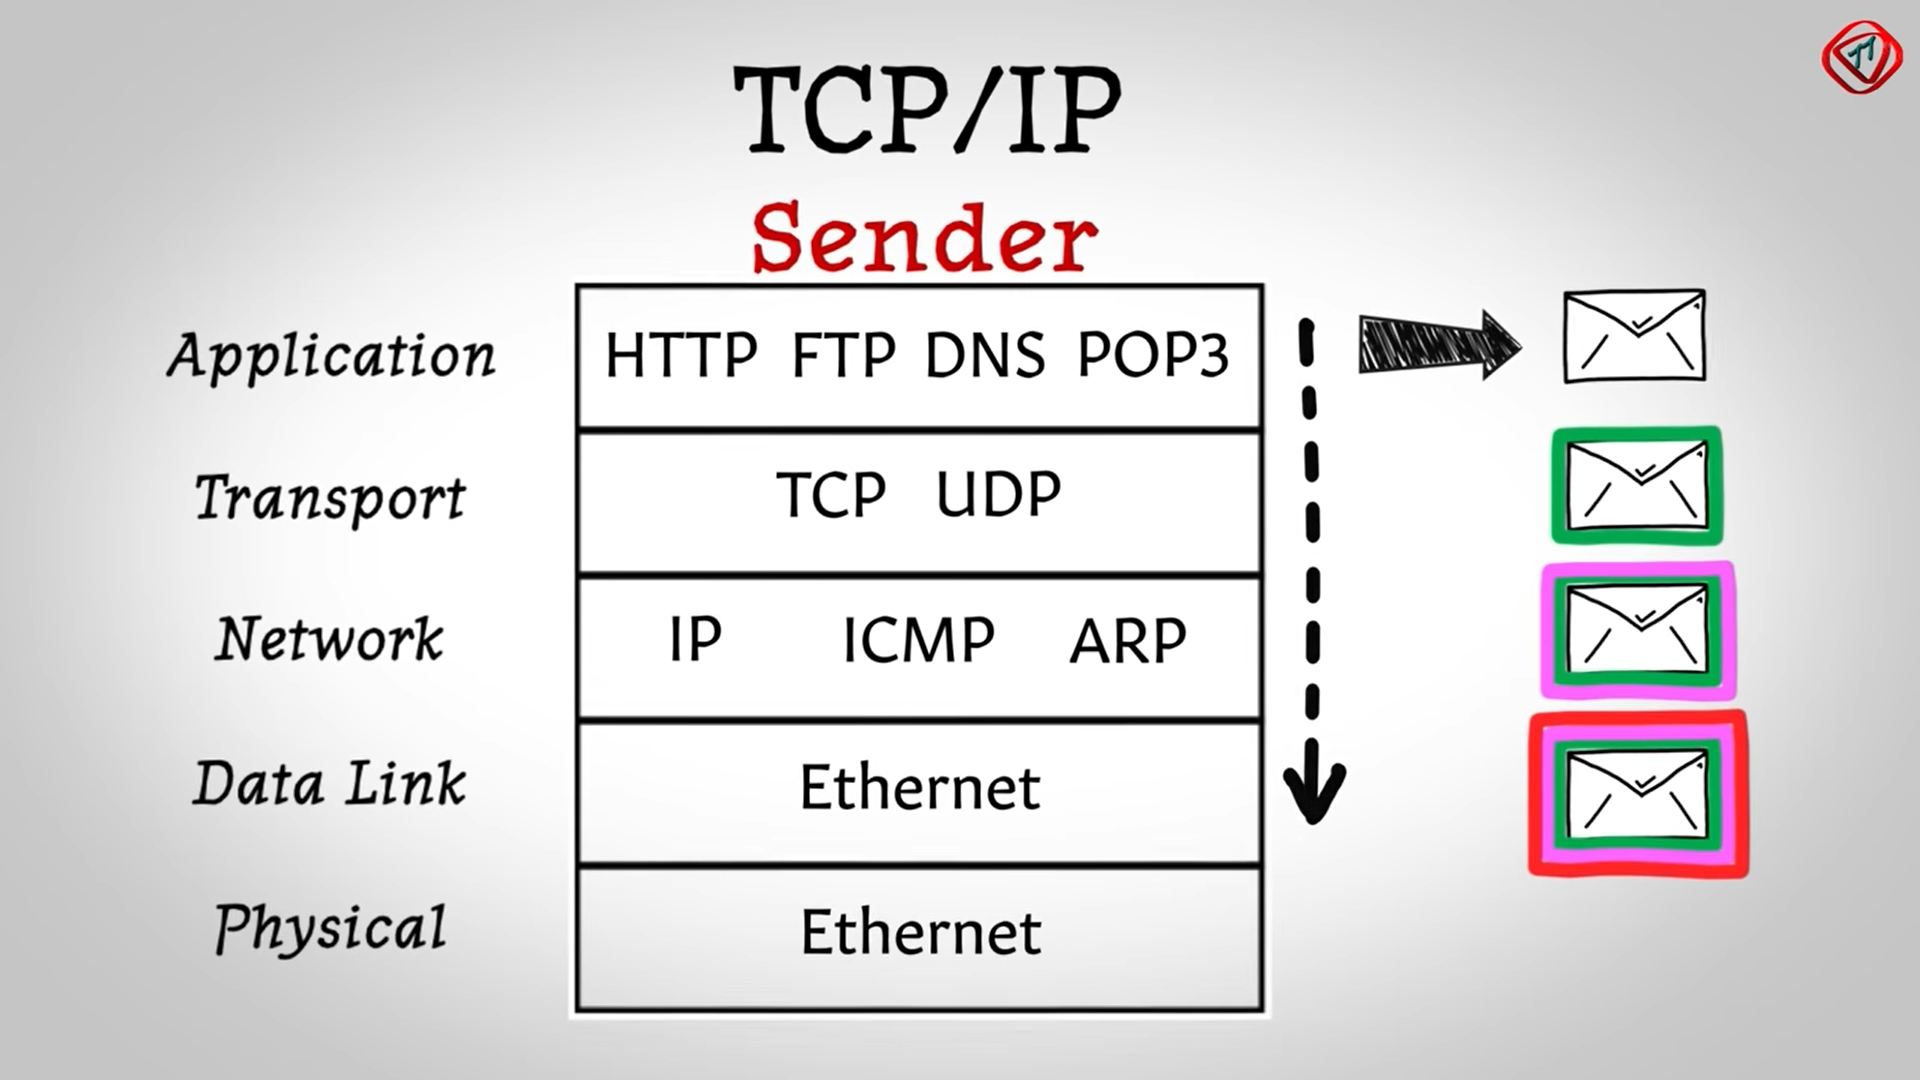 TCP/IP
Sender
Application HTTP FTP DNS POP3
Transport TCP UDP
Network IP ICMP ARP
Data Link Ethernet
Physical Ethernet